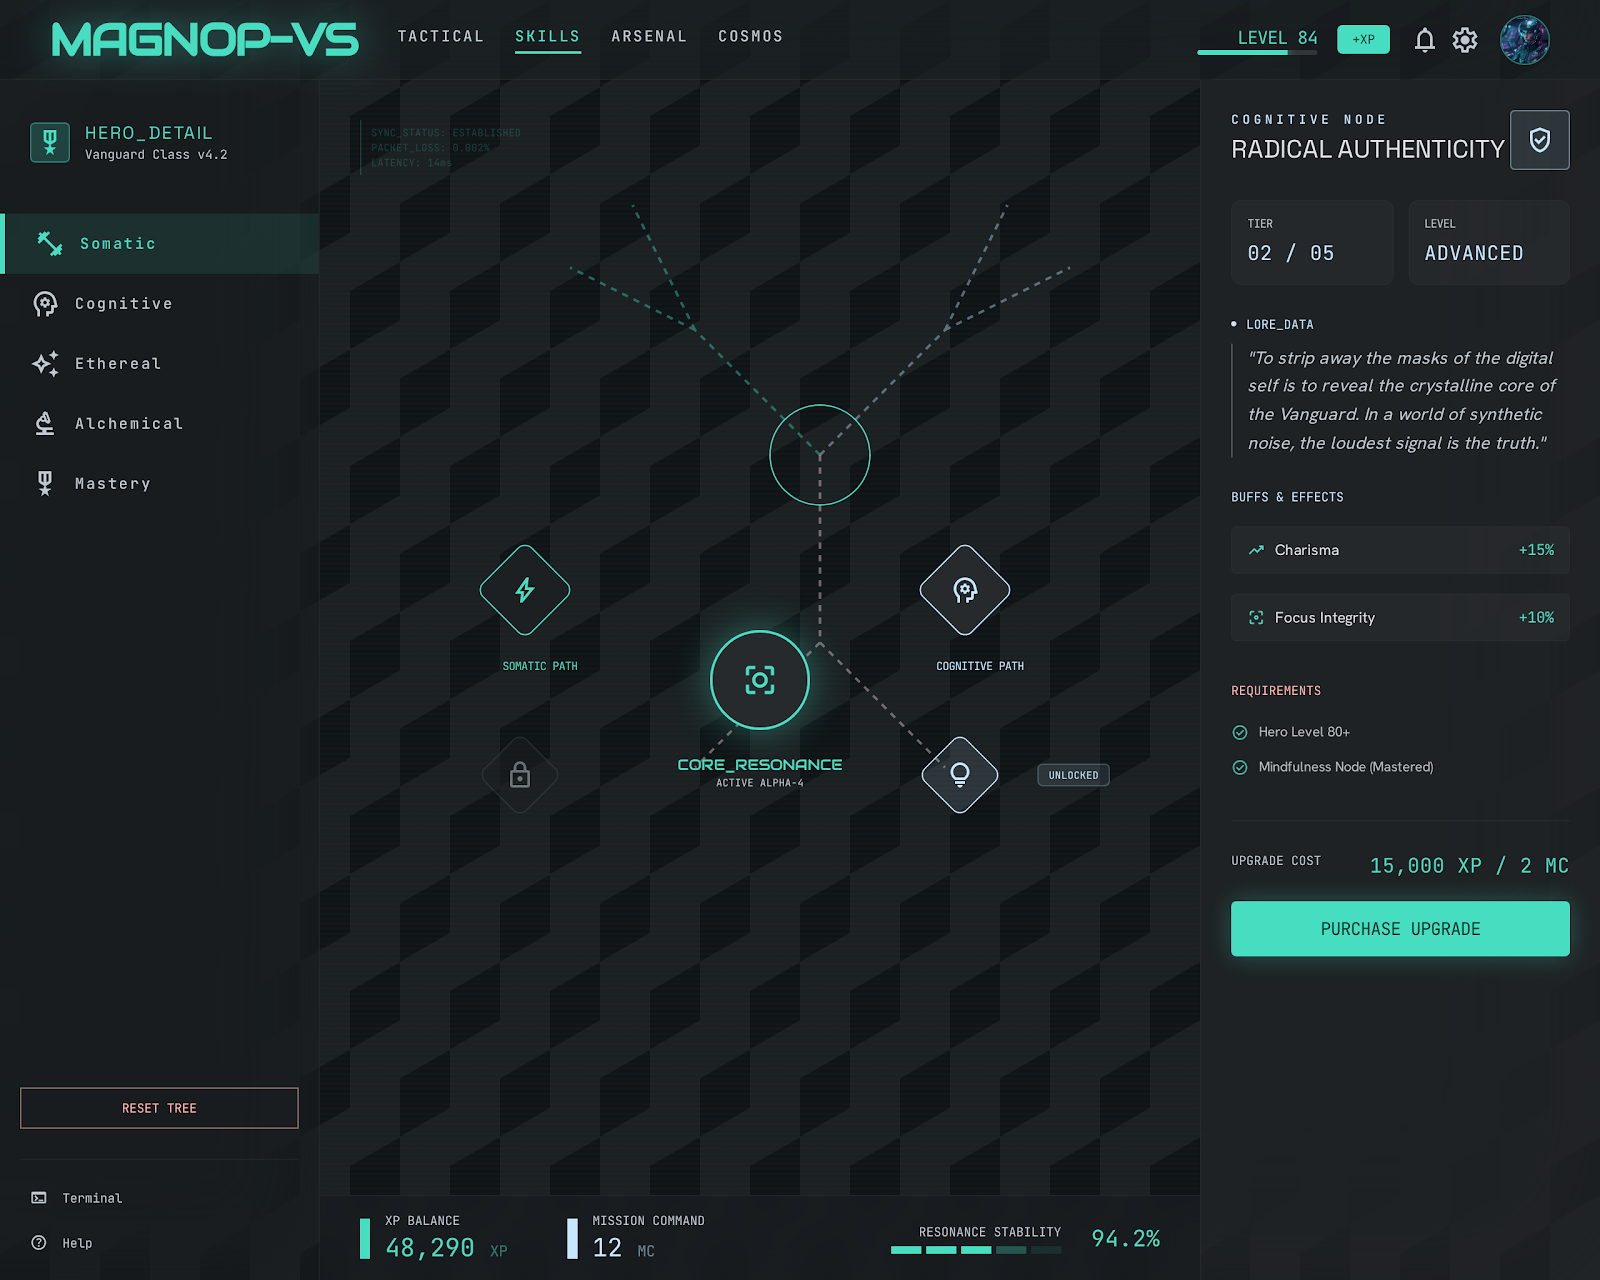 MAGNOP-VS
TACTICAL
SKILLS
ARSENAL
COSMOS
LEVEL 84
+XP
HERO_DETAIL
Vanguard Class v4.2
Somatic
Cognitive
Ethereal
Alchemical
Mastery
RESET TREE
Terminal
Help
SYNC_STATUS: ESTABLISHED
PACKET_LOSS: 0.002%
LATENCY: 14ms
SOMATIC PATH
COGNITIVE PATH
CORE_RESONANCE
ACTIVE ALPHA-4
UNLOCKED
XP BALANCE
48,290 XP
MISSION COMMAND
12 MC
RESONANCE STABILITY
94.2%
COGNITIVE NODE
RADICAL AUTHENTICITY
TIER
02 / 05
LEVEL
ADVANCED
LORE_DATA
"To strip away the masks of the digital
self is to reveal the crystalline core of
the Vanguard. In a world of synthetic
noise, the loudest signal is the truth."
BUFFS & EFFECTS
Charisma +15%
Focus Integrity +10%
REQUIREMENTS
Hero Level 80+
Mindfulness Node (Mastered)
UPGRADE COST
15,000 XP / 2 MC
PURCHASE UPGRADE